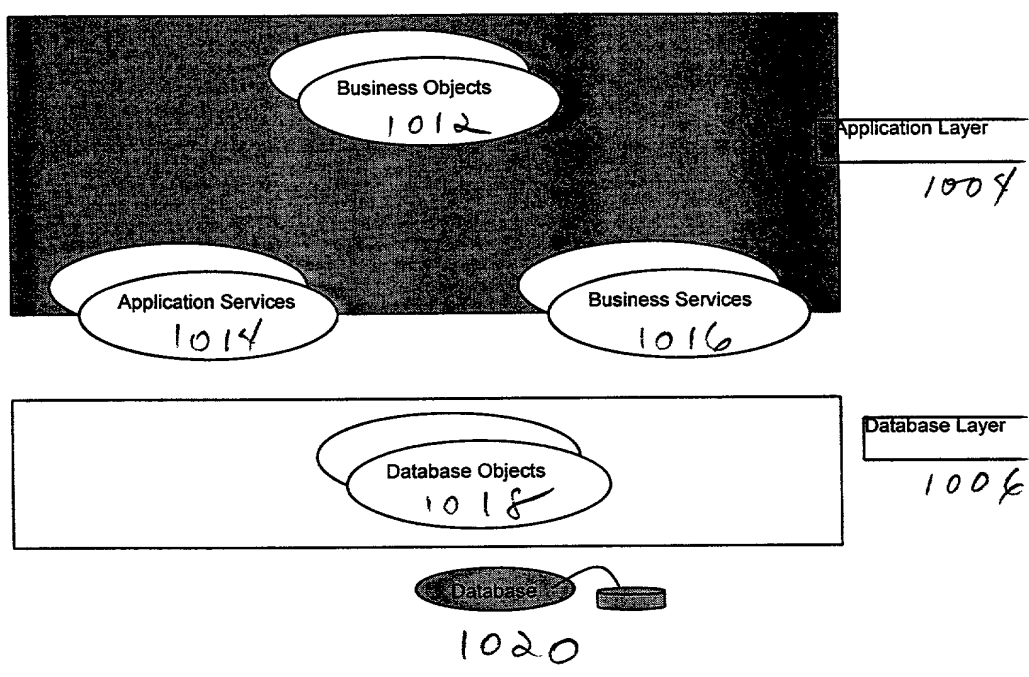 Business Objects
1012
Application Layer
1004
Application Services
1014
Business Services
1016
Database Objects
1018
Database Layer
1006
Database
1020